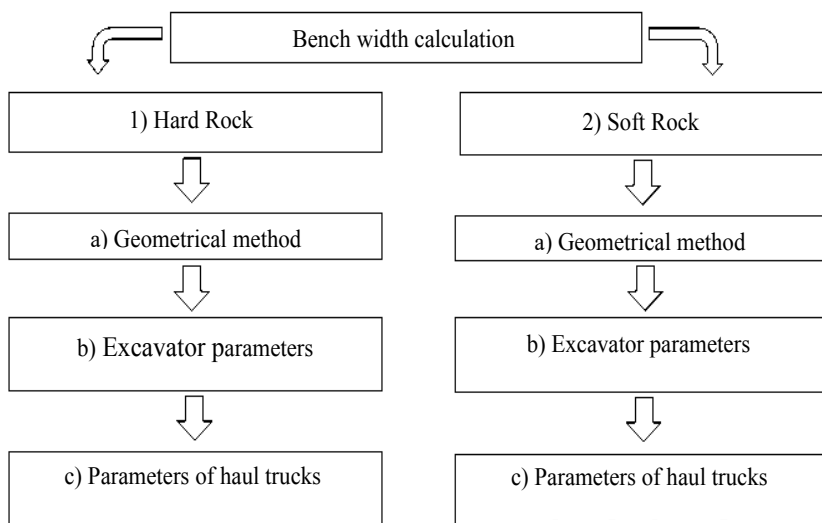 Bench width calculation
1) Hard Rock
2) Soft Rock
a) Geometrical method
a) Geometrical method
b) Excavator parameters
b) Excavator parameters
c) Parameters of haul trucks
c) Parameters of haul trucks